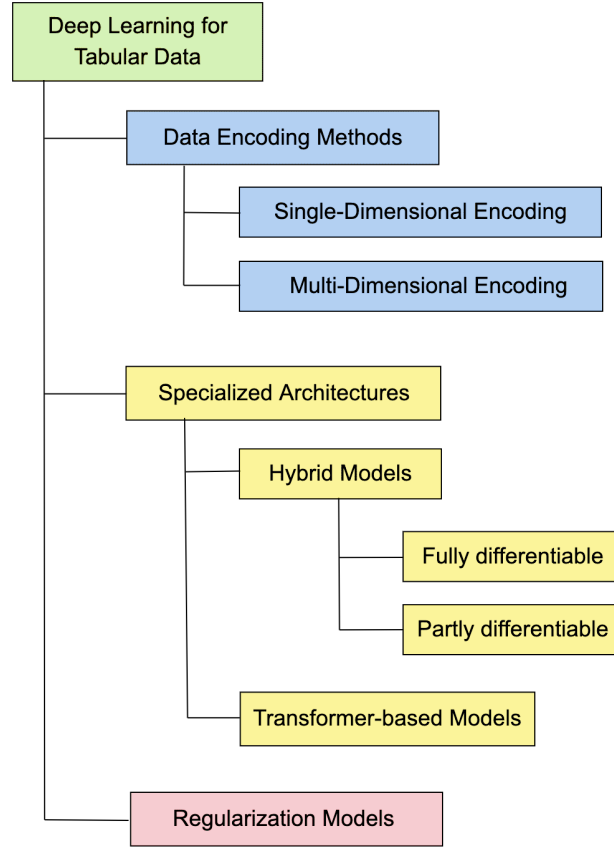 Deep Learning for
Tabular Data
Data Encoding Methods
Single-Dimensional Encoding
Multi-Dimensional Encoding
Specialized Architectures
Hybrid Models
Fully differentiable
Partly differentiable
Transformer-based Models
Regularization Models